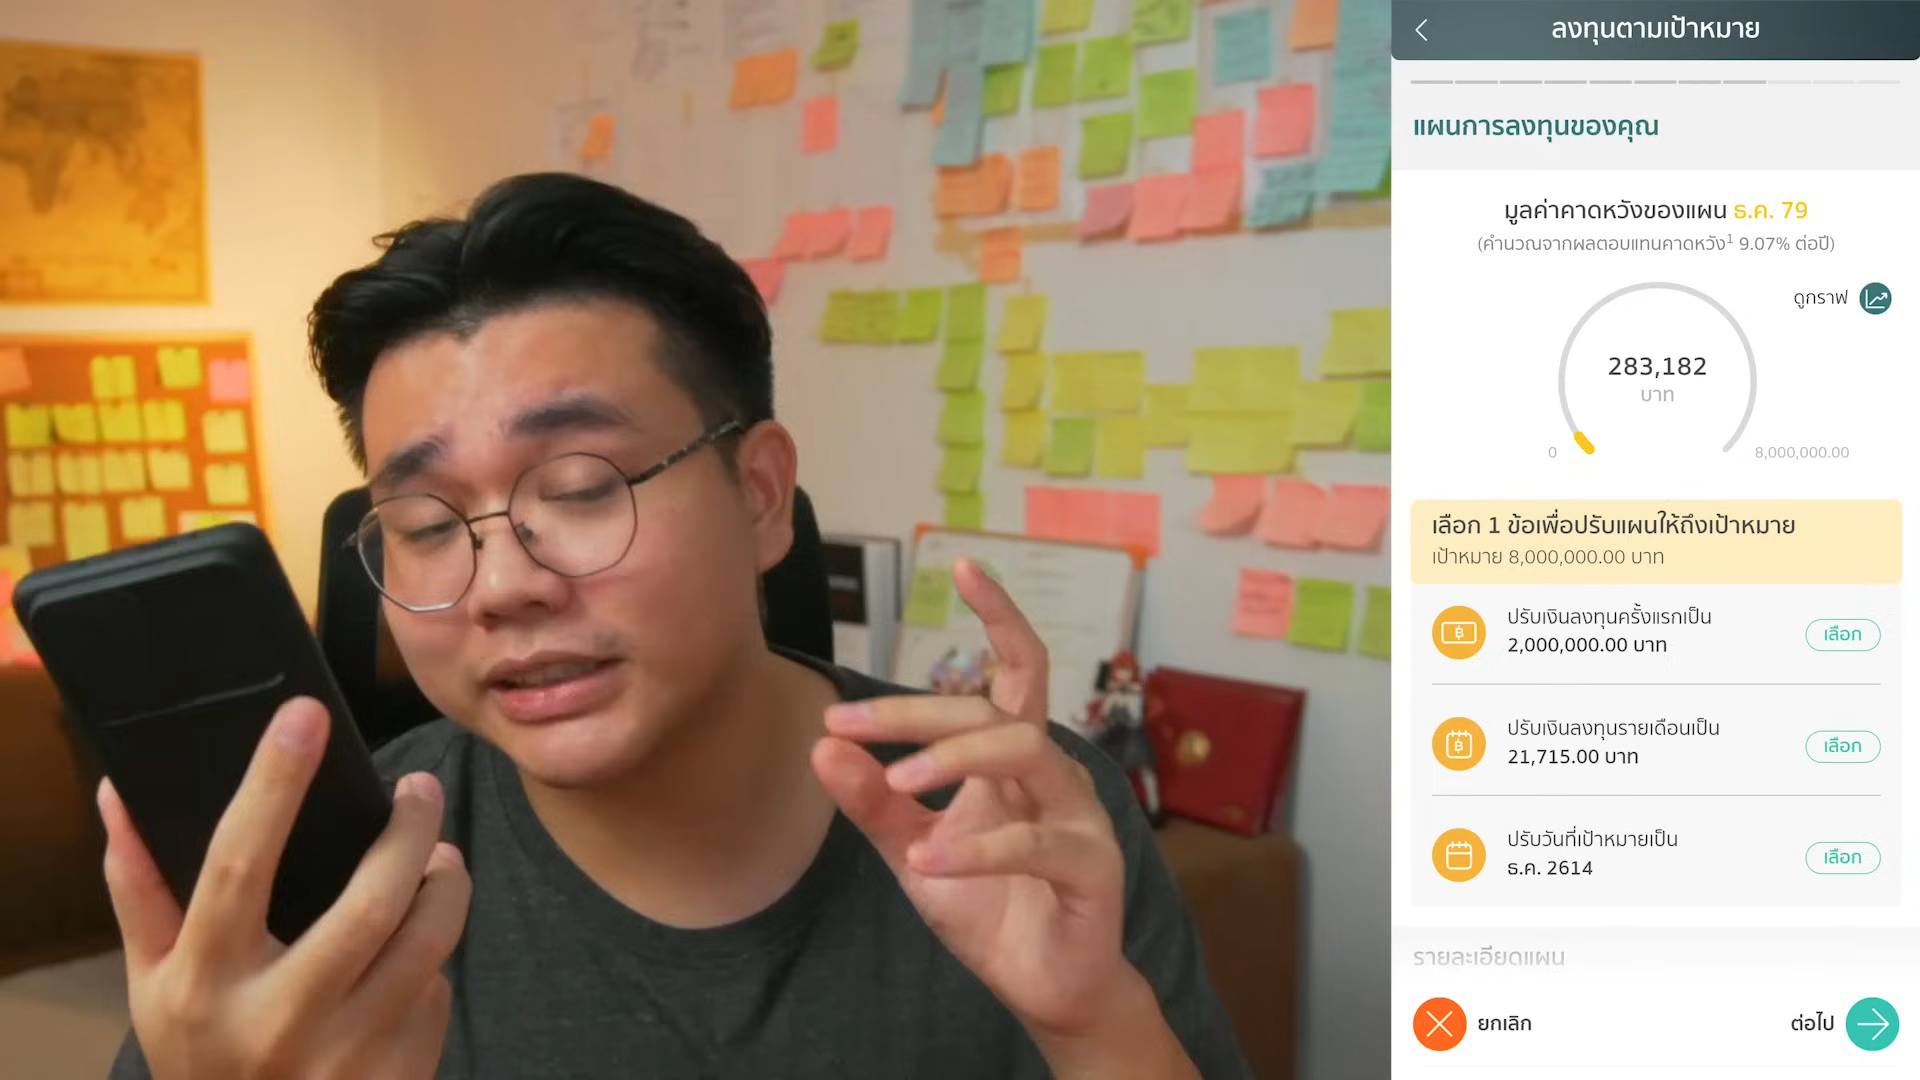 ลงทุนตามเป้าหมาย
แผนการลงทุนของคุณ
มูลค่าคาดหวังของแผน ธ.ค. 79
(คำนวณจากผลตอบแทนคาดหวัง¹ 9.07% ต่อปี)
ดูกราฟ
283,182
บาท
0
8,000,000.00
เลือก 1 ข้อเพื่อปรับแผนให้ถึงเป้าหมาย
เป้าหมาย 8,000,000.00 บาท
ปรับเงินลงทุนครั้งแรกเป็น
2,000,000.00 บาท
เลือก
ปรับเงินลงทุนรายเดือนเป็น
21,715.00 บาท
เลือก
ปรับวันที่เป้าหมายเป็น
ธ.ค. 2614
เลือก
รายละเอียดแผน
ยกเลิก
ต่อไป